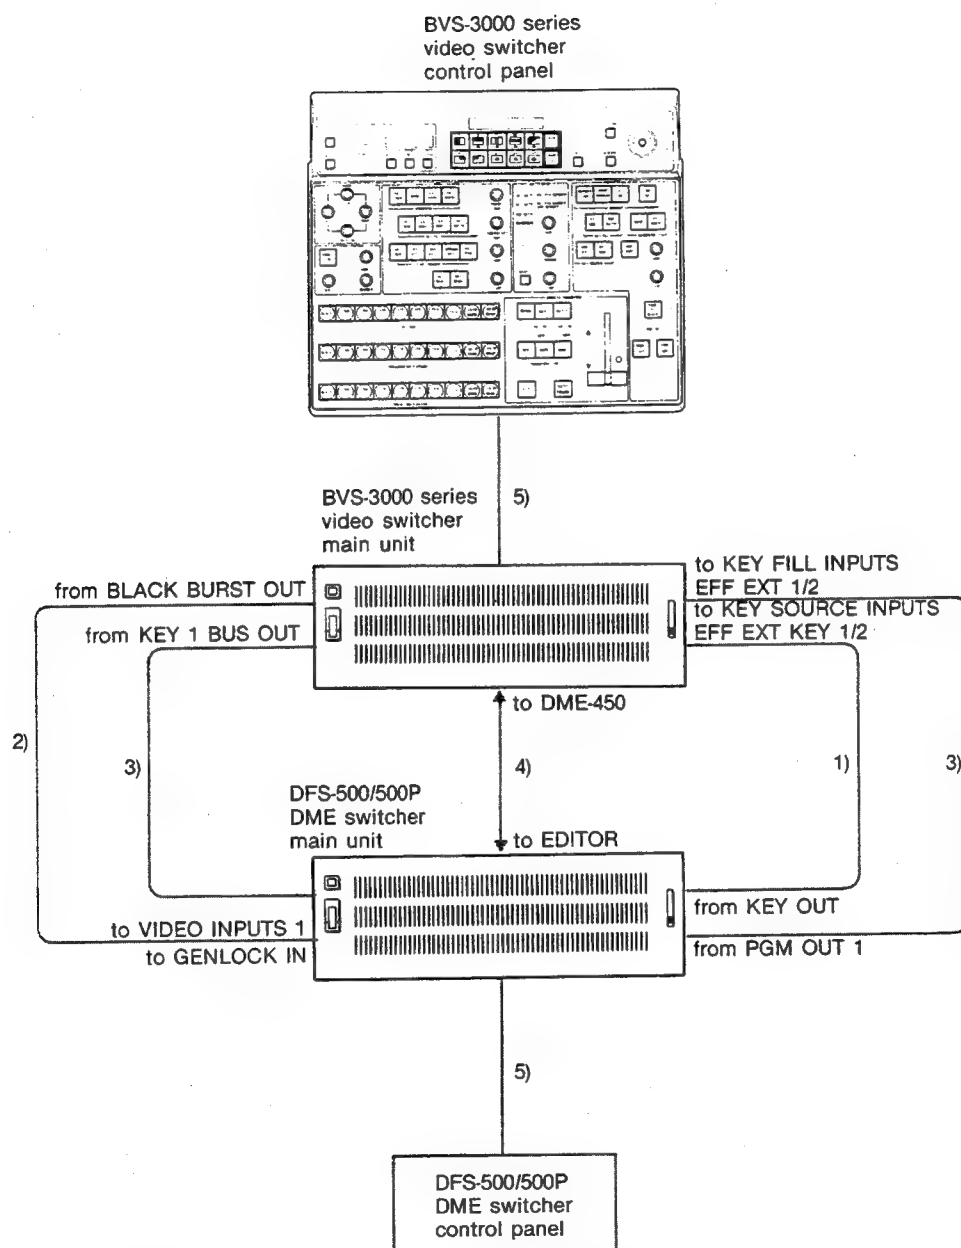 BVS-3000 series
video switcher
control panel
5)
BVS-3000 series
video switcher
main unit
from BLACK BURST OUT
from KEY 1 BUS OUT
to KEY FILL INPUTS
EFF EXT 1/2
to KEY SOURCE INPUTS
EFF EXT KEY 1/2
to DME-450
2)
3)
4)
1)
3)
DFS-500/500P
DME switcher
main unit
to EDITOR
to VIDEO INPUTS 1
to GENLOCK IN
from KEY OUT
from PGM OUT 1
5)
DFS-500/500P
DME switcher
control panel